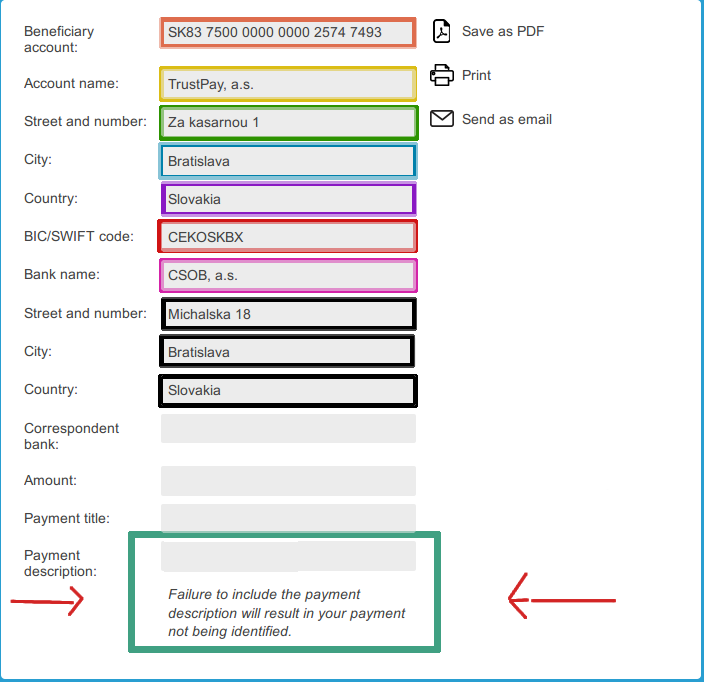 Beneficiary account: SK83 7500 0000 0000 2574 7493
Save as PDF
Account name: TrustPay, a.s.
Print
Street and number: Za kasarnou 1
Send as email
City: Bratislava
Country: Slovakia
BIC/SWIFT code: CEKOSKBX
Bank name: CSOB, a.s.
Street and number: Michalska 18
City: Bratislava
Country: Slovakia
Correspondent
bank:
Amount:
Payment title:
Payment
description:
Failure to include the payment
description will result in your payment
not being identified.